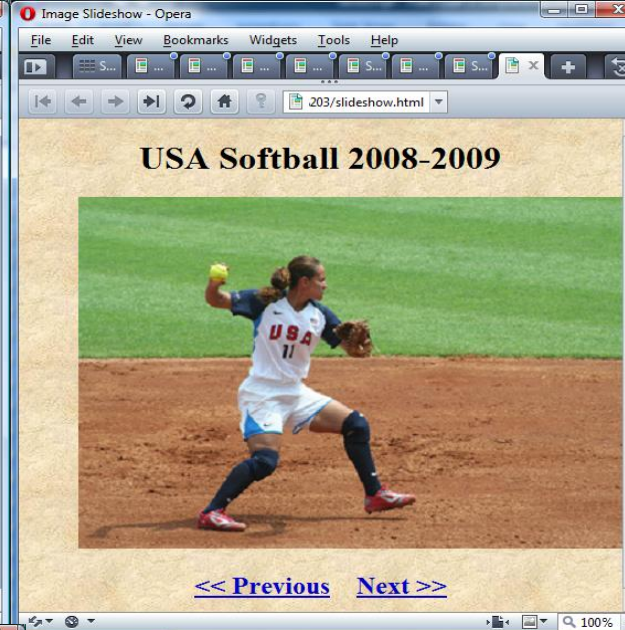 Image Slideshow - Opera
File Edit View Bookmarks Widgets Tools Help
S... ... ... ... ... S... ... S...
203/slideshow.html
USA Softball 2008-2009
USA
11
<< Previous Next >>
100%